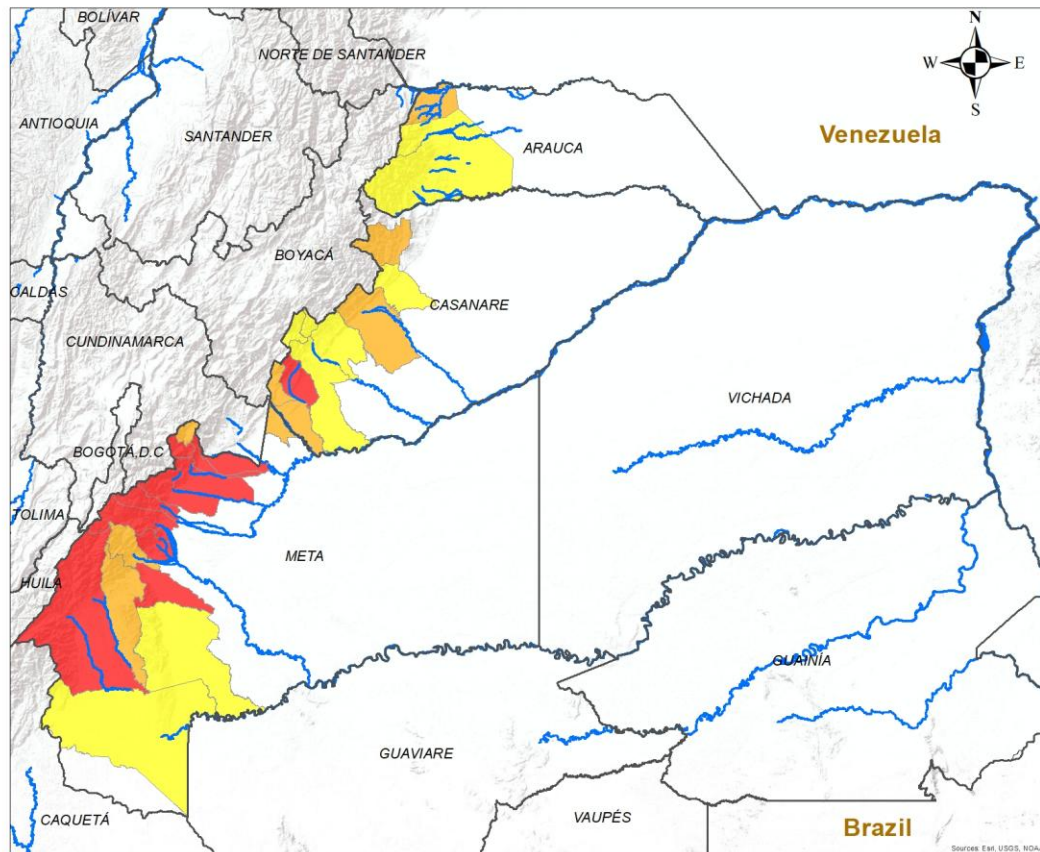 BOLÍVAR
N
NORTE DE SANTANDER
W
E
S
ANTIOQUIA
SANTANDER
Venezuela
ARAUCA
BOYACÁ
CALDAS
CASANARE
CUNDINAMARCA
VICHADA
BOGOTÁ,D.C
TOLIMA
META
HUILA
GUAINÍA
GUAVIARE
CAQUETÁ
VAUPÉS
Brazil
Sources: Esri, USGS, NOAA